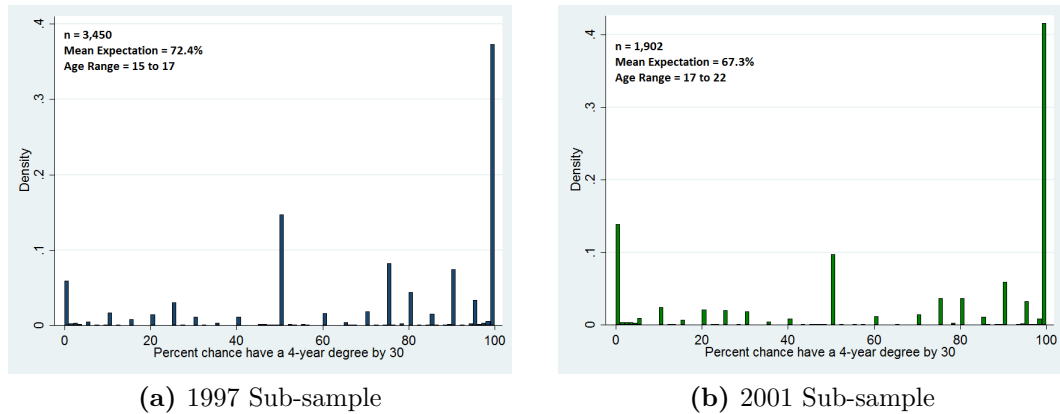 n = 3,450
Mean Expectation = 72.4%
Age Range = 15 to 17
Density
0 .1 .2 .3 .4
0 20 40 60 80 100
Percent chance have a 4-year degree by 30
(a) 1997 Sub-sample
n = 1,902
Mean Expectation = 67.3%
Age Range = 17 to 22
Density
0 .1 .2 .3 .4
0 20 40 60 80 100
Percent chance have a 4-year degree by 30
(b) 2001 Sub-sample